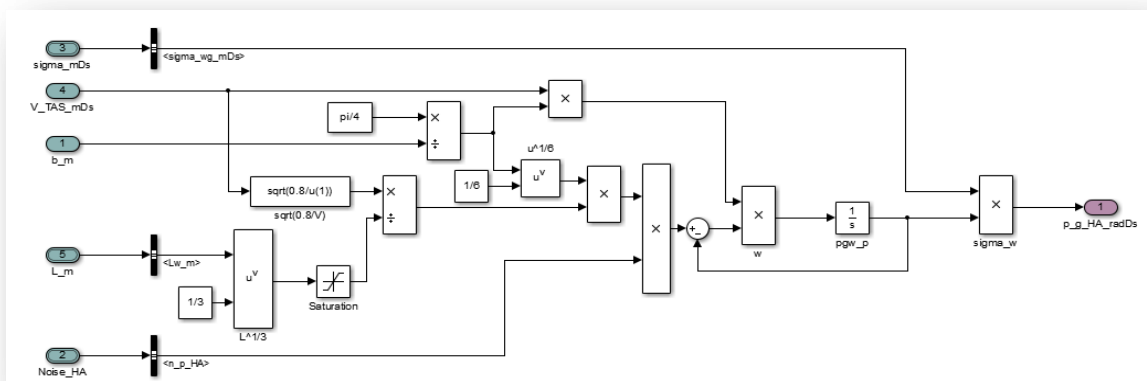 3
sigma_mDs
<sigma_wg_mDs>
4
V_TAS_mDs
1
b_m
pi/4
×
÷
×
u^1/6
1/6
u^v
×
sqrt(0.8/u(1))
sqrt(0.8/V)
×
÷
×
+
−
×
w
1
s
pgw_p
×
sigma_w
1
p_g_HA_radDs
5
L_m
<Lw_m>
1/3
u^v
L^1/3
Saturation
2
Noise_HA
<n_p_HA>